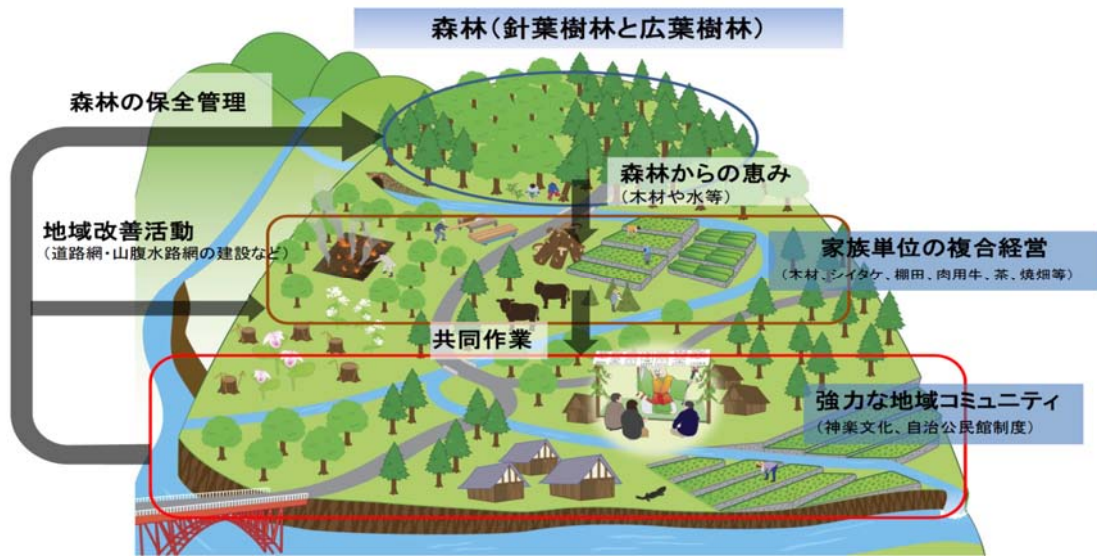 森林（針葉樹林と広葉樹林）
森林の保全管理
森林からの恵み
（木材や水等）
地域改善活動
（道路網・山腹水路網の建設など）
家族単位の複合経営
（木材、シイタケ、棚田、肉用牛、茶、焼畑等）
共同作業
強力な地域コミュニティ
（神楽文化、自治公民館制度）